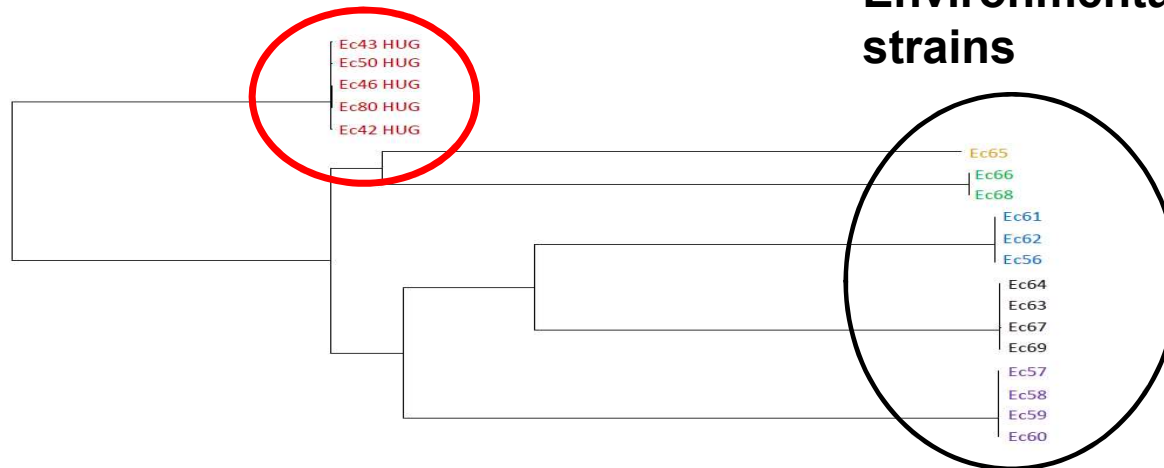 Environmenta
strains
Ec43 HUG
Ec50 HUG
Ec46 HUG
Ec80 HUG
Ec42 HUG
Ec65
Ec66
Ec68
Ec61
Ec62
Ec56
Ec64
Ec63
Ec67
Ec69
Ec57
Ec58
Ec59
Ec60